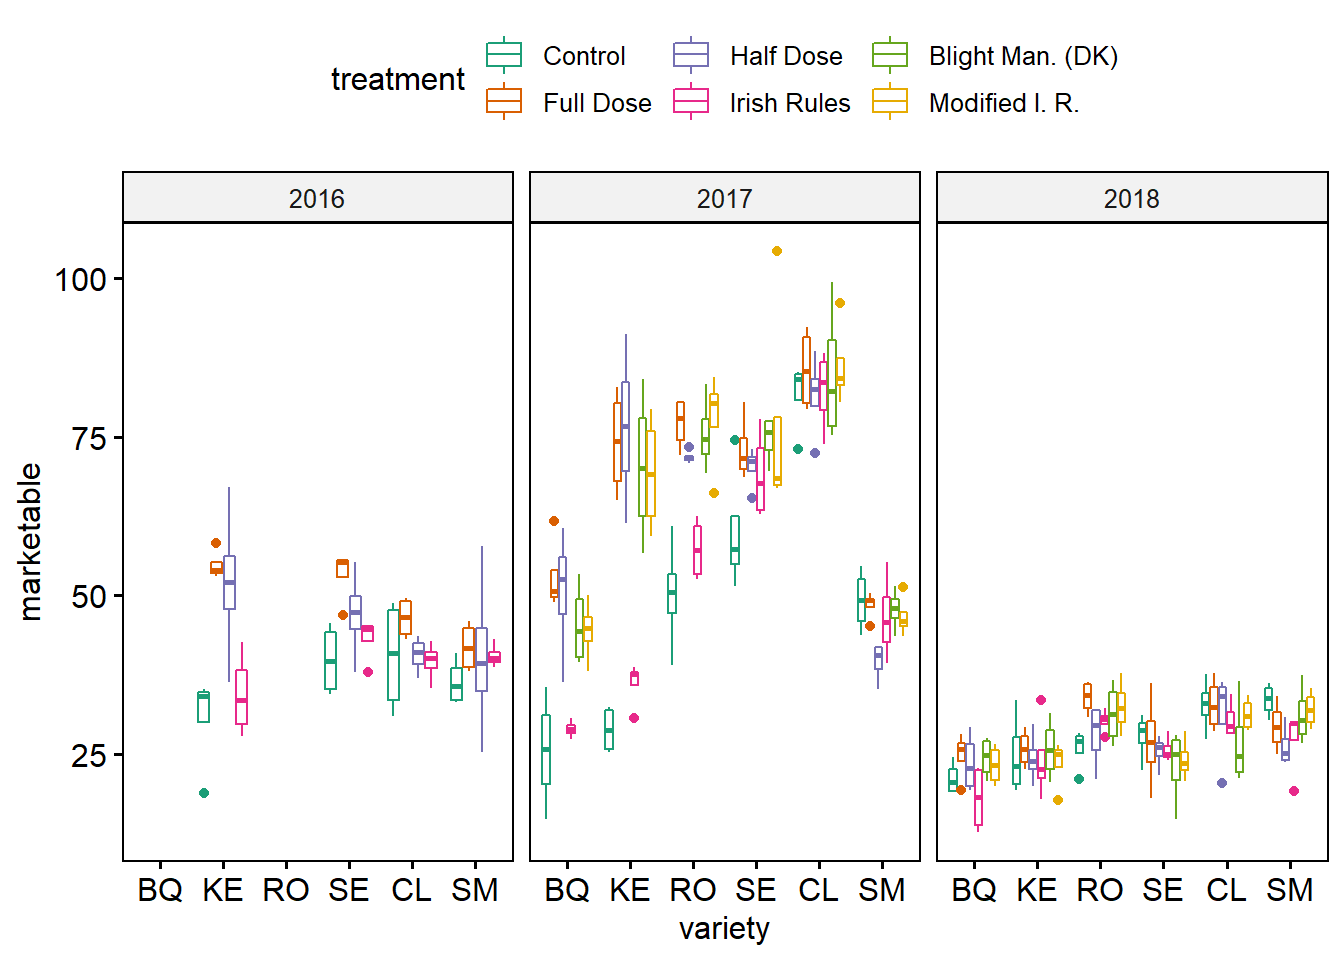 treatment
Control
Half Dose
Blight Man. (DK)
Full Dose
Irish Rules
Modified I. R.
2016
2017
2018
marketable
100
75
50
25
BQ KE RO SE CL SM
BQ KE RO SE CL SM
BQ KE RO SE CL SM
variety